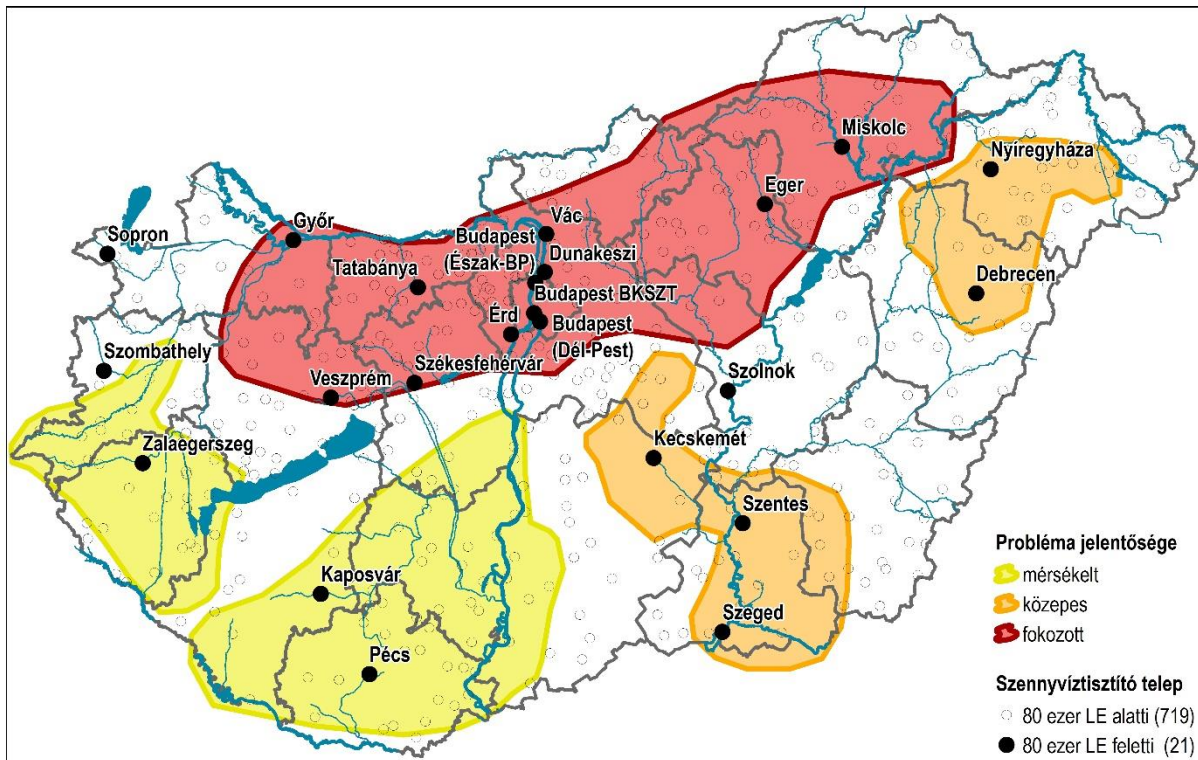 Miskolc
Nyíregyháza
Eger
Vác
Győr
Sopron
Budapest
(Észak-BP)
Dunakeszi
Tatabánya
Debrecen
Budapest BKSZT
Érd
Budapest
(Dél-Pest)
Szombathely
Székesfehérvár
Veszprém
Szolnok
Zalaegerszeg
Kecskemét
Szentes
Kaposvár
Szeged
Pécs
Probléma jelentősége
mérsékelt
közepes
fokozott
Szennyvíztisztító telep
80 ezer LE alatti (719)
80 ezer LE feletti (21)